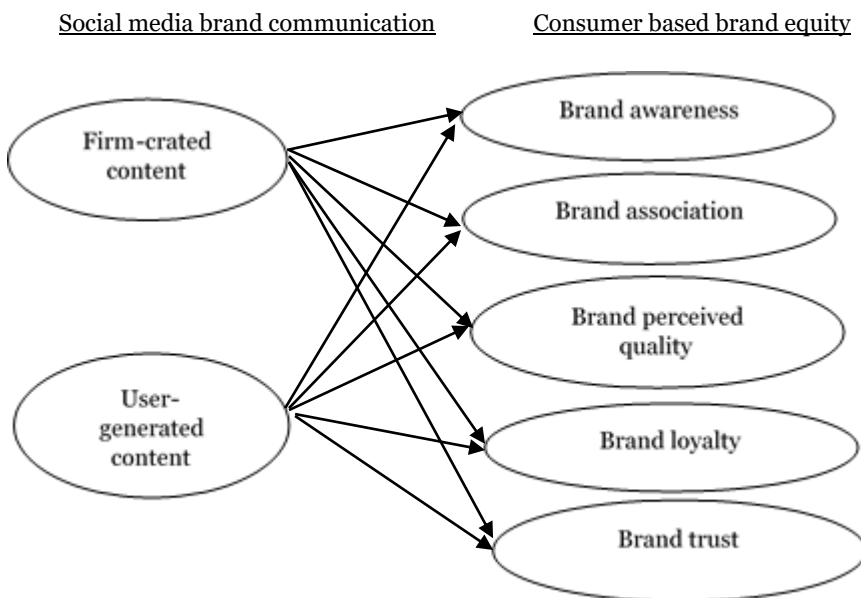 Social media brand communication
Consumer based brand equity
Firm-crated
content
User-
generated
content
Brand awareness
Brand association
Brand perceived
quality
Brand loyalty
Brand trust